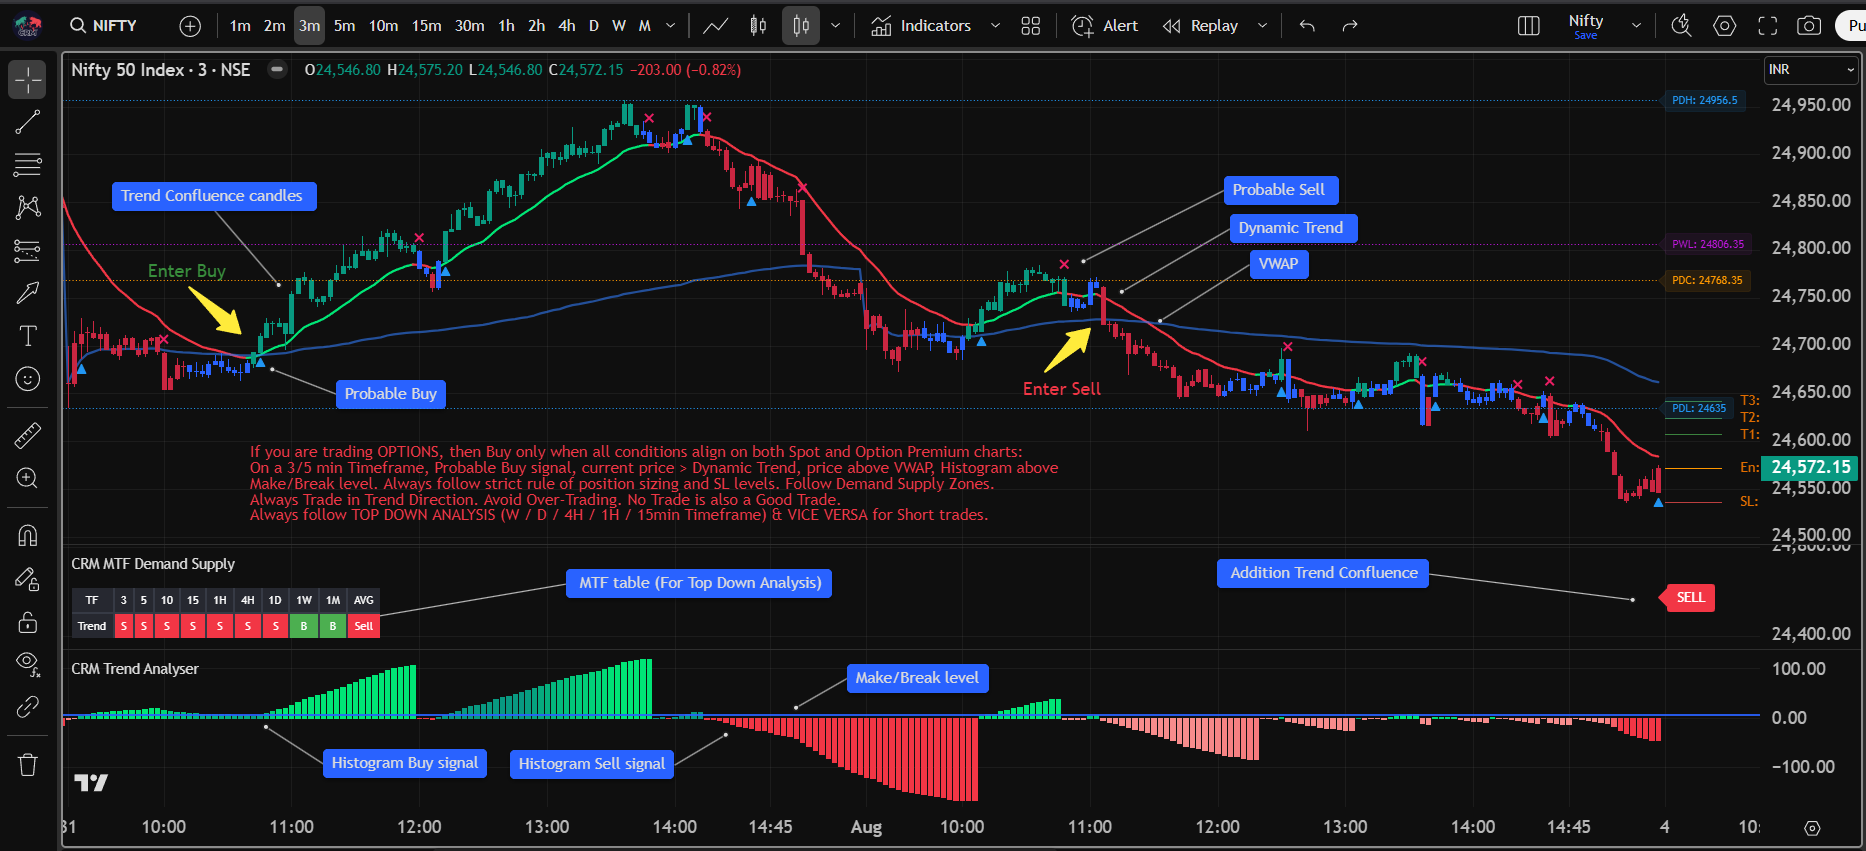 NIFTY
1m 2m 3m 5m 10m 15m 30m 1h 2h 4h D W M
Indicators
Alert
Replay
Nifty
Save
Pu
Nifty 50 Index · 3 · NSE
O24,546.80 H24,575.20 L24,546.80 C24,572.15 −203.00 (−0.82%)
INR
PDH: 24956.5
24,950.00
24,900.00
Trend Confluence candles
Probable Sell
24,850.00
Dynamic Trend
PWL: 24806.35
24,800.00
Enter Buy
VWAP
PDC: 24768.35
24,750.00
24,700.00
Probable Buy
Enter Sell
24,650.00
T3:
PDL: 24635
T2:
T1:
24,600.00
If you are trading OPTIONS, then Buy only when all conditions align on both Spot and Option Premium charts:
On a 3/5 min Timeframe, Probable Buy signal, current price > Dynamic Trend, price above VWAP, Histogram above
Make/Break level. Always follow strict rule of position sizing and SL levels. Follow Demand Supply Zones.
Always Trade in Trend Direction. Avoid Over-Trading. No Trade is also a Good Trade.
Always follow TOP DOWN ANALYSIS (W / D / 4H / 1H / 15min Timeframe) & VICE VERSA for Short trades.
En:
24,572.15
24,550.00
SL:
24,500.00
24,800.00
CRM MTF Demand Supply
MTF table (For Top Down Analysis)
Addition Trend Confluence
TF 3 5 10 15 1H 4H 1D 1W 1M AVG
Trend S S S S S S S B B Sell
SELL
24,400.00
CRM Trend Analyser
100.00
Make/Break level
0.00
Histogram Buy signal
Histogram Sell signal
−100.00
31 10:00 11:00 12:00 13:00 14:00 14:45 Aug 10:00 11:00 12:00 13:00 14:00 14:45 4 10: